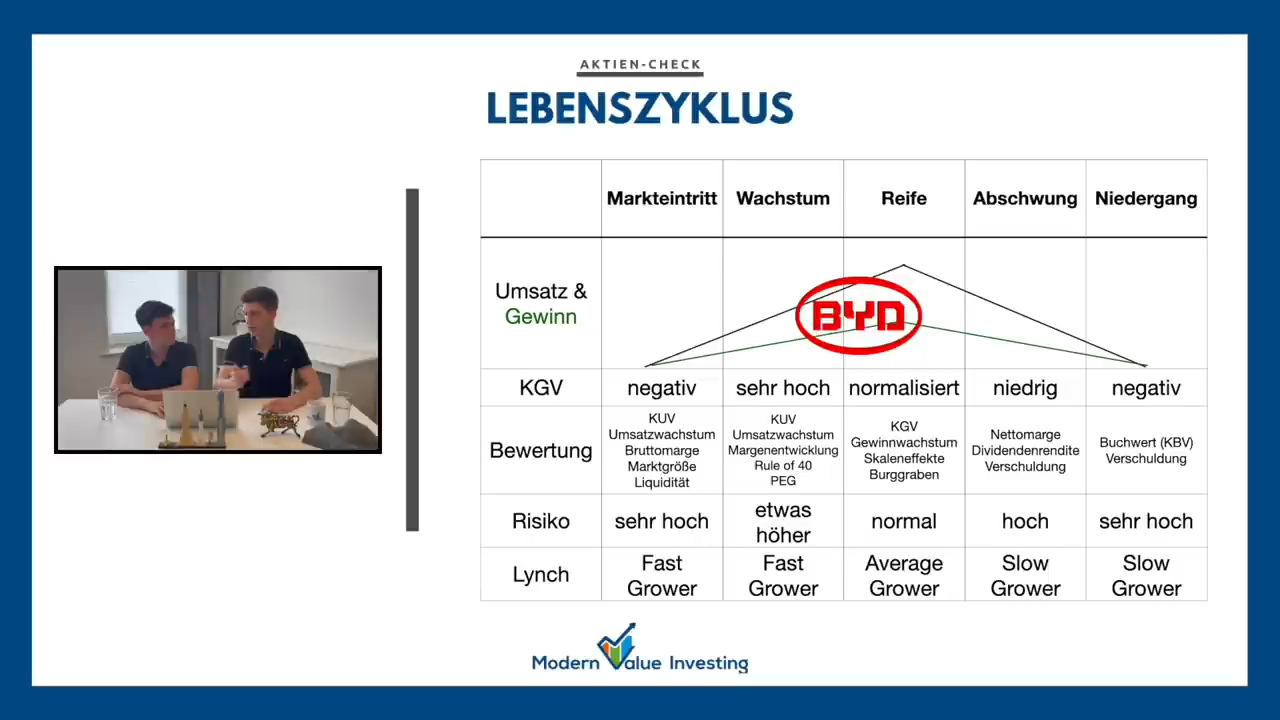 AKTIEN-CHECK
LEBENSZYKLUS
Markteintritt Wachstum Reife Abschwung Niedergang
Umsatz &
Gewinn
BYD
KGV negativ sehr hoch normalisiert niedrig negativ
Bewertung
KUV
Umsatzwachstum
Bruttomarge
Marktgröße
Liquidität
KUV
Umsatzwachstum
Margenentwicklung
Rule of 40
PEG
KGV
Gewinnwachstum
Skaleneffekte
Burggraben
Nettomarge
Dividendenrendite
Verschuldung
Buchwert (KBV)
Verschuldung
Risiko
sehr hoch
etwas
höher
normal
hoch
sehr hoch
Lynch
Fast
Grower
Fast
Grower
Average
Grower
Slow
Grower
Slow
Grower
Modern Value Investing